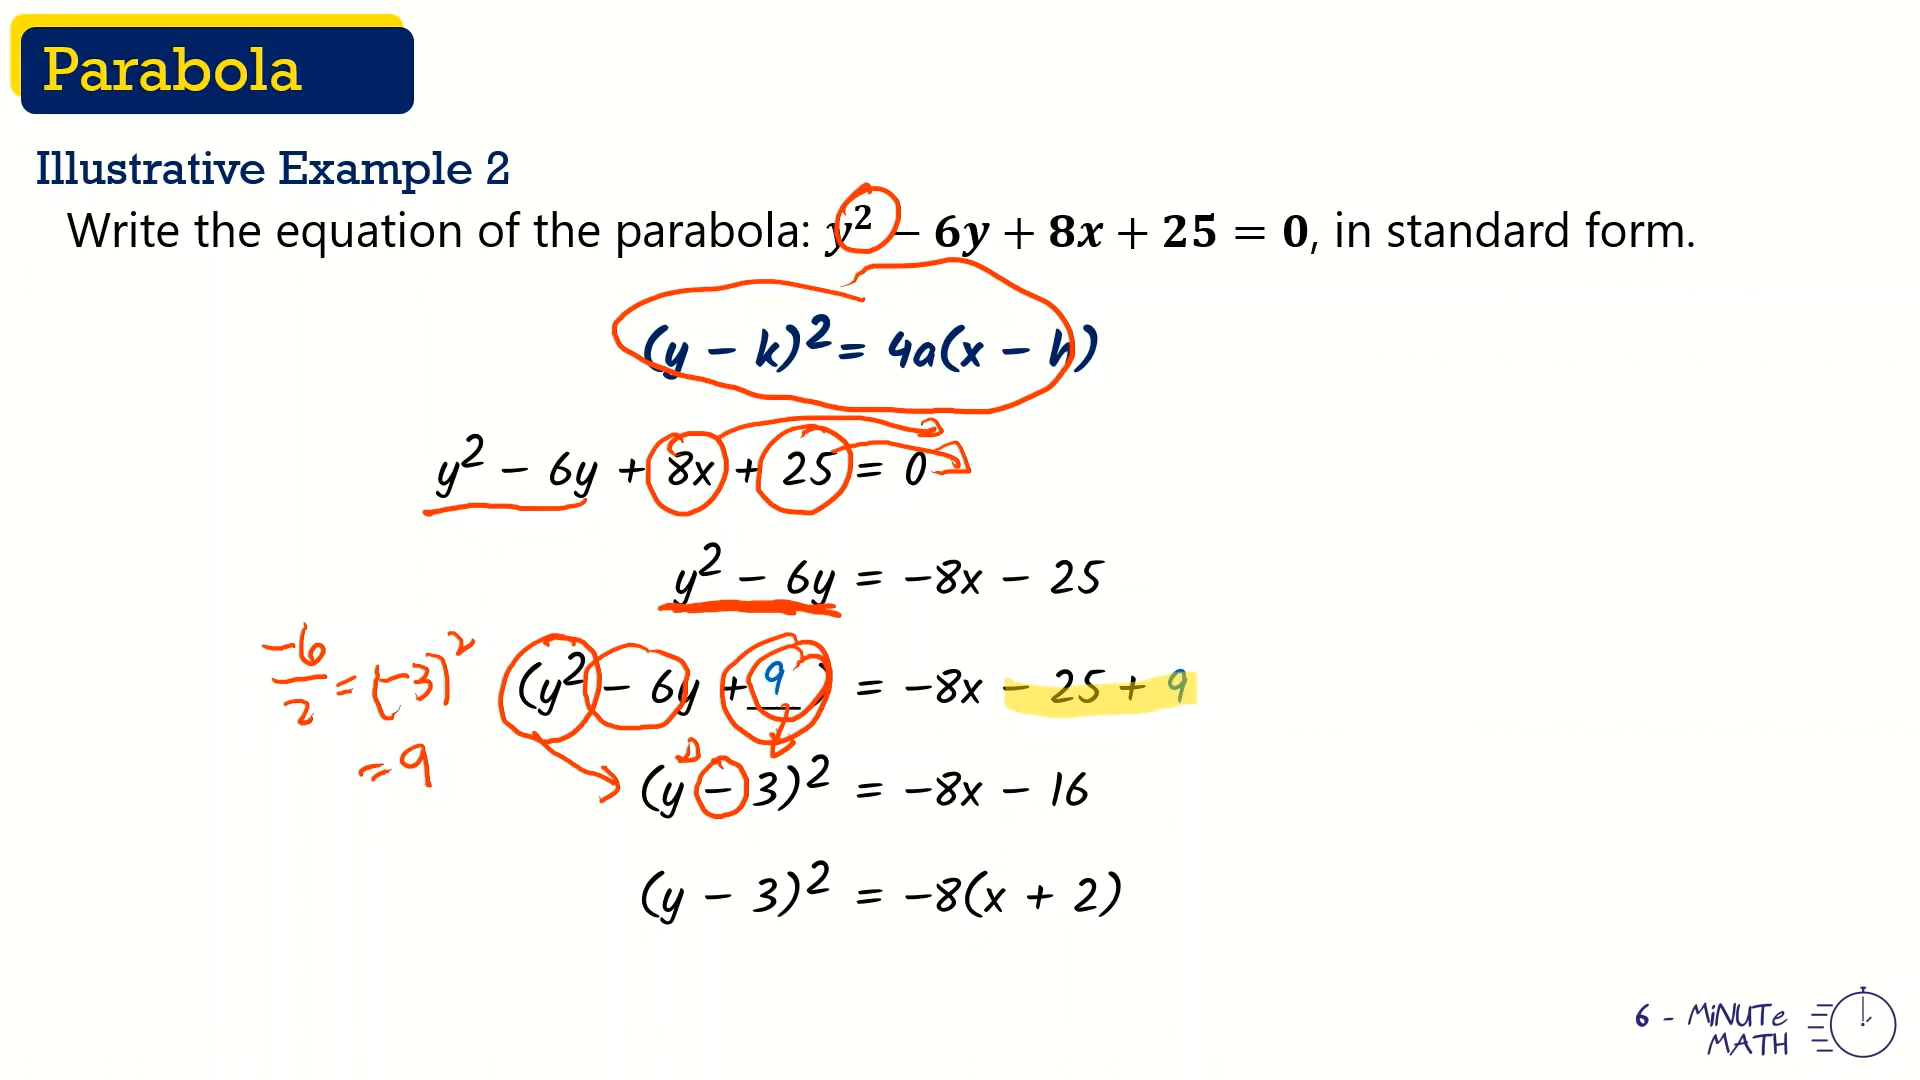 Parabola
Illustrative Example 2
Write the equation of the parabola: y² − 6y + 8x + 25 = 0, in standard form.
(y − k)² = 4a(x − h)
y² − 6y + 8x + 25 = 0
y² − 6y = −8x − 25
−6/2 = (−3)² (y² − 6y + 9) = −8x − 25 + 9
= 9 (y − 3)² = −8x − 16
(y − 3)² = −8(x + 2)
6 - MiNUTe
MATH